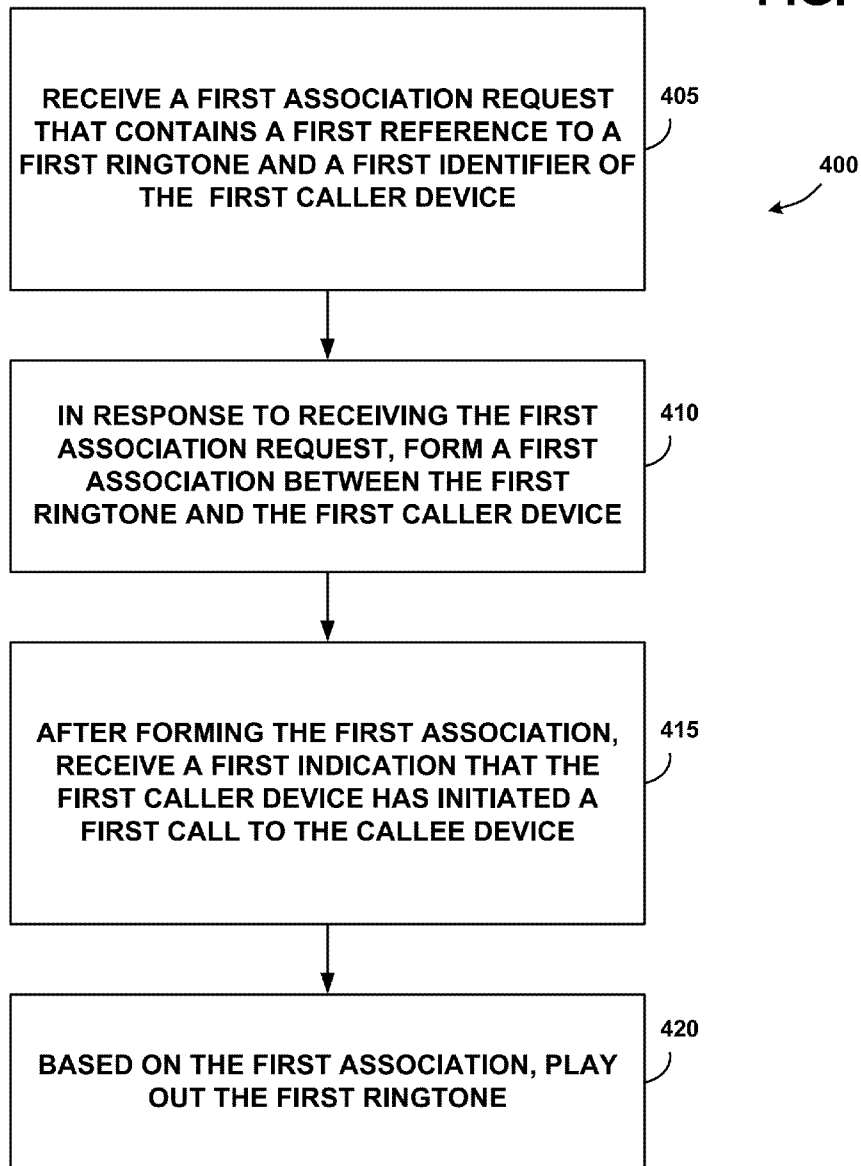 RECEIVE A FIRST ASSOCIATION REQUEST
THAT CONTAINS A FIRST REFERENCE TO A
FIRST RINGTONE AND A FIRST IDENTIFIER OF
THE FIRST CALLER DEVICE
405
400
IN RESPONSE TO RECEIVING THE FIRST
ASSOCIATION REQUEST, FORM A FIRST
ASSOCIATION BETWEEN THE FIRST
RINGTONE AND THE FIRST CALLER DEVICE
410
AFTER FORMING THE FIRST ASSOCIATION,
RECEIVE A FIRST INDICATION THAT THE
FIRST CALLER DEVICE HAS INITIATED A
FIRST CALL TO THE CALLEE DEVICE
415
BASED ON THE FIRST ASSOCIATION, PLAY
OUT THE FIRST RINGTONE
420